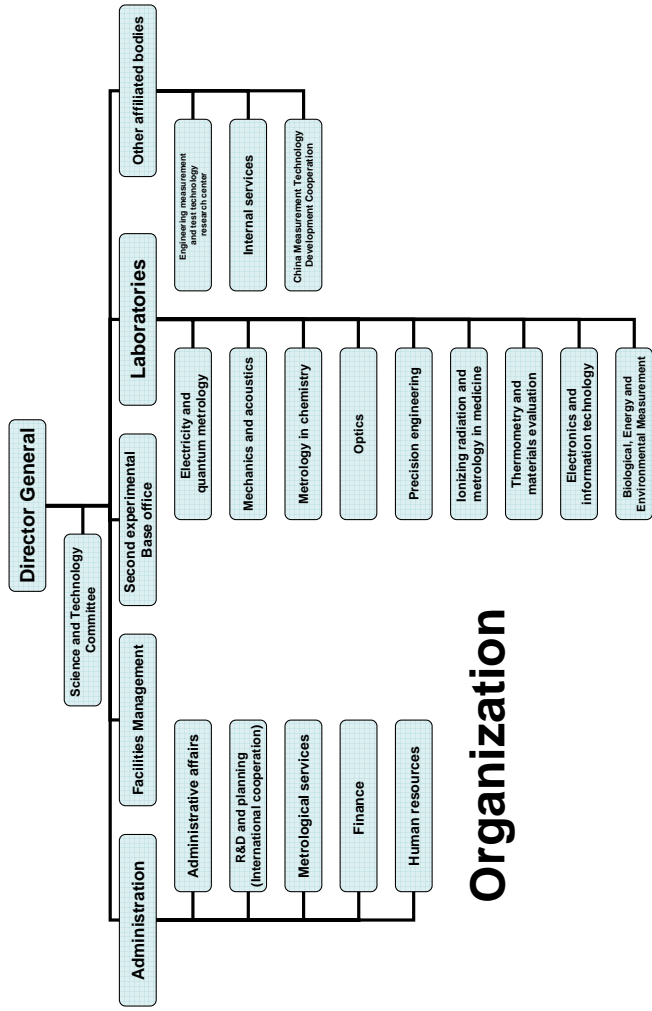 Director General
Science and Technology
Committee
Administration
Facilities Management
Second experimental
Base office
Laboratories
Other affiliated bodies
Administrative affairs
R&D and planning
(International cooperation)
Metrological services
Finance
Human resources
Electricity and
quantum metrology
Mechanics and acoustics
Metrology in chemistry
Optics
Precision engineering
Ionizing radiation and
metrology in medicine
Thermometry and
materials evaluation
Electronics and
information technology
Biological, Energy and
Environmental Measurement
Engineering measurement
and test technology
research center
Internal services
China Measurement Technology
Development Cooperation
Organization